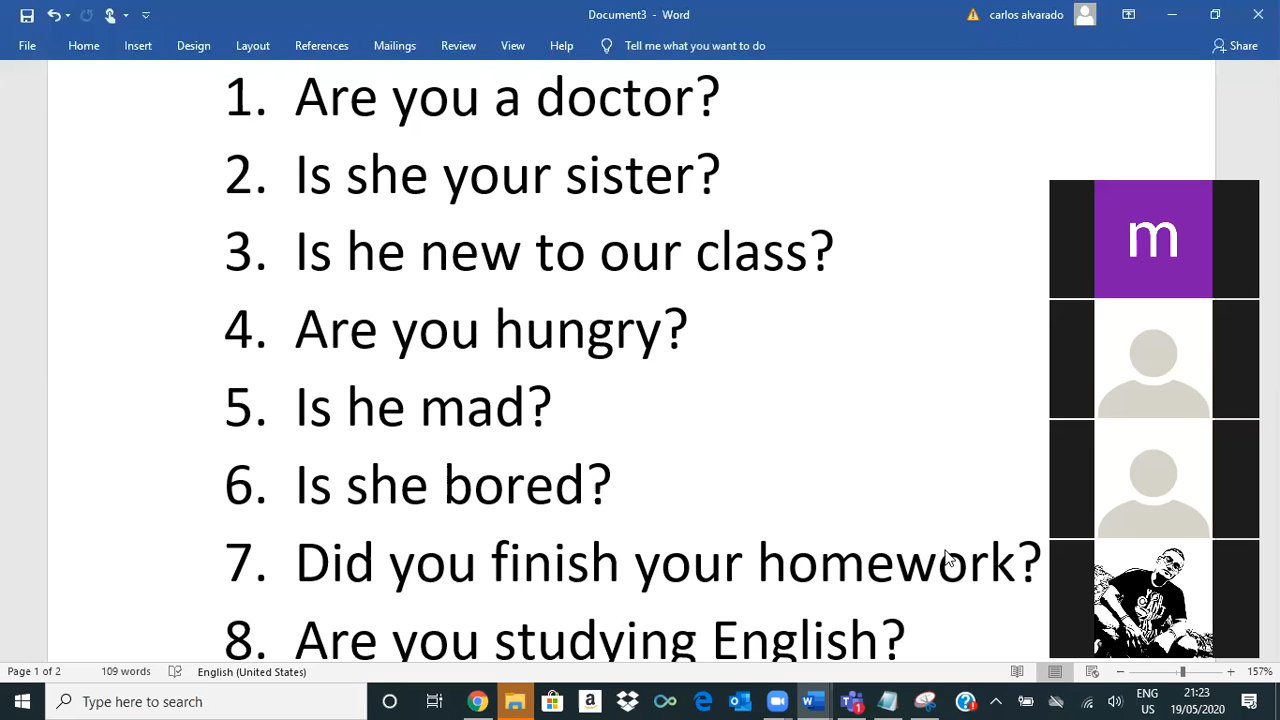 Document3 - Word
carlos alvarado
File Home Insert Design Layout References Mailings Review View Help Tell me what you want to do Share
1. Are you a doctor?
2. Is she your sister?
3. Is he new to our class?
m
4. Are you hungry?
5. Is he mad?
6. Is she bored?
7. Did you finish your homework?
8. Are you studying English?
Page 1 of 2 109 words English (United States) 157%
Type here to search
ENG 21:23
US 19/05/2020